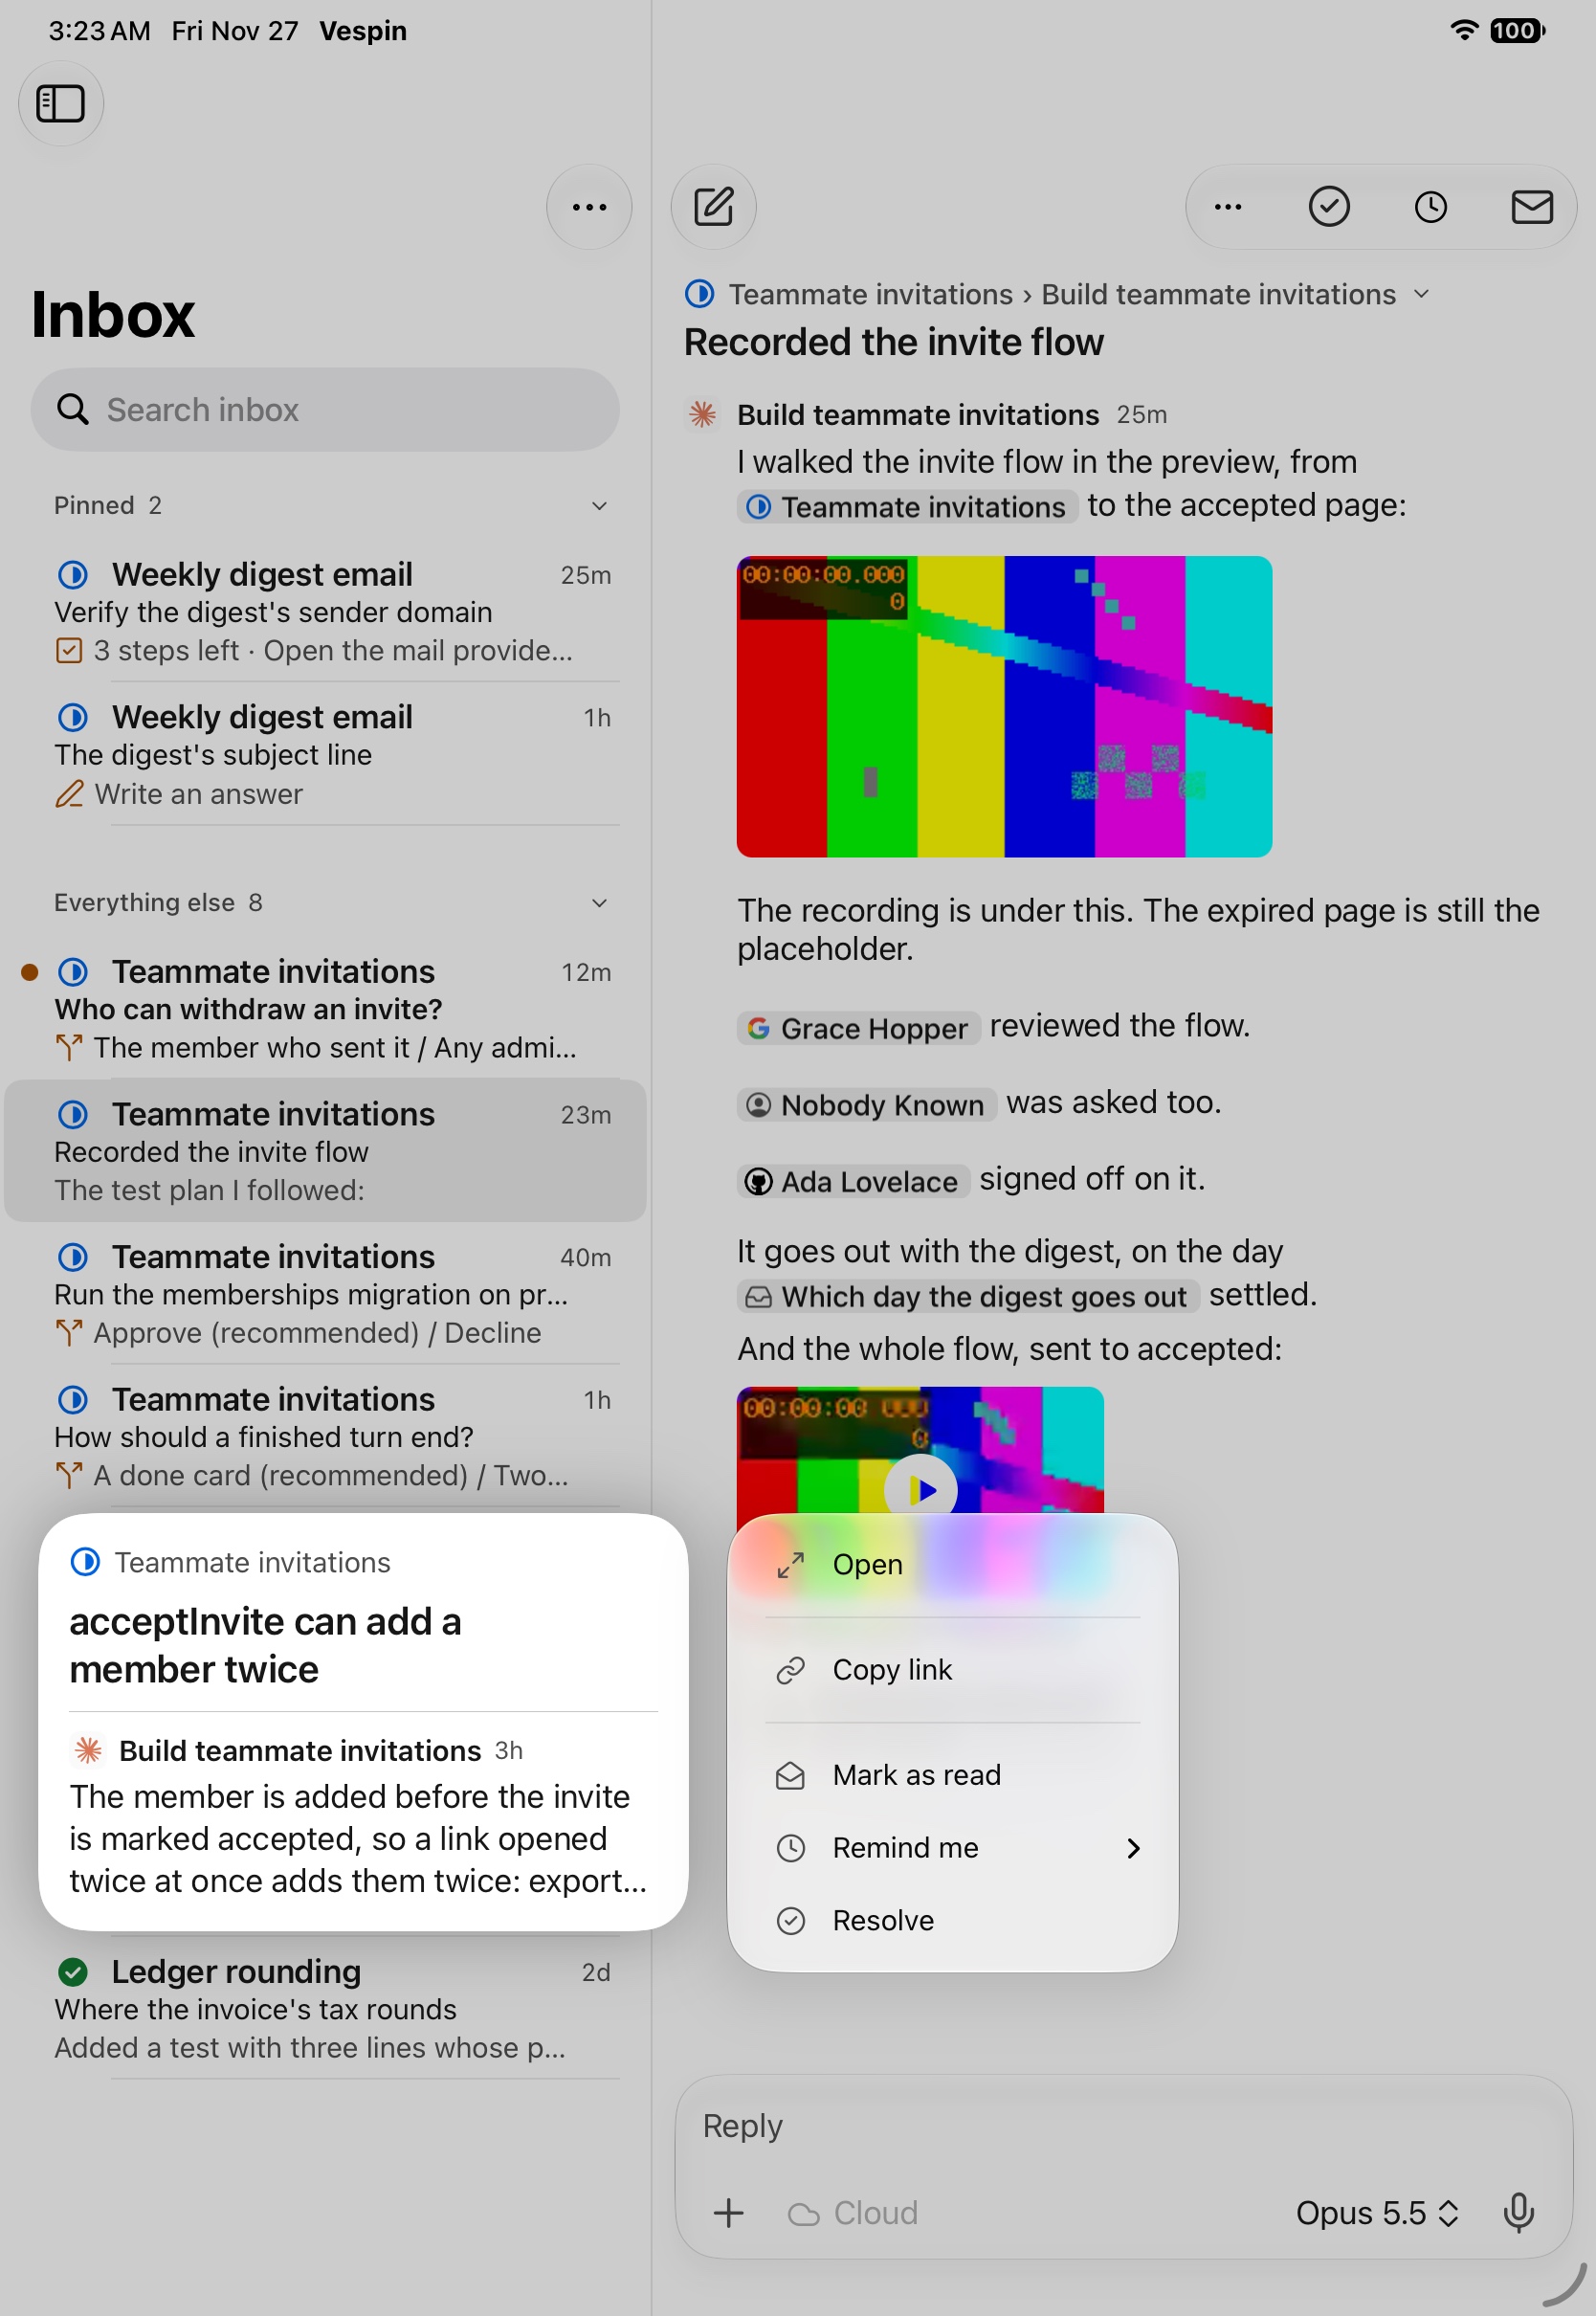 3:23 AM Fri Nov 27 Vespin
100
Inbox
Search inbox
Pinned 2
Weekly digest email 25m
Verify the digest's sender domain
3 steps left · Open the mail provide...
Weekly digest email 1h
The digest's subject line
Write an answer
Everything else 8
Teammate invitations 12m
Who can withdraw an invite?
The member who sent it / Any admi...
Teammate invitations 23m
Recorded the invite flow
The test plan I followed:
Teammate invitations 40m
Run the memberships migration on pr...
Approve (recommended) / Decline
Teammate invitations 1h
How should a finished turn end?
A done card (recommended) / Two...
Teammate invitations
acceptInvite can add a
member twice
Build teammate invitations 3h
The member is added before the invite
is marked accepted, so a link opened
twice at once adds them twice: export...
Ledger rounding 2d
Where the invoice's tax rounds
Added a test with three lines whose p...
Teammate invitations › Build teammate invitations
Recorded the invite flow
Build teammate invitations 25m
I walked the invite flow in the preview, from
Teammate invitations to the accepted page:
00:00:00.000
0
The recording is under this. The expired page is still the
placeholder.
Grace Hopper reviewed the flow.
Nobody Known was asked too.
Ada Lovelace signed off on it.
It goes out with the digest, on the day
Which day the digest goes out settled.
And the whole flow, sent to accepted:
00:00:00
0
Open
Copy link
Mark as read
Remind me
Resolve
Reply
Cloud
Opus 5.5